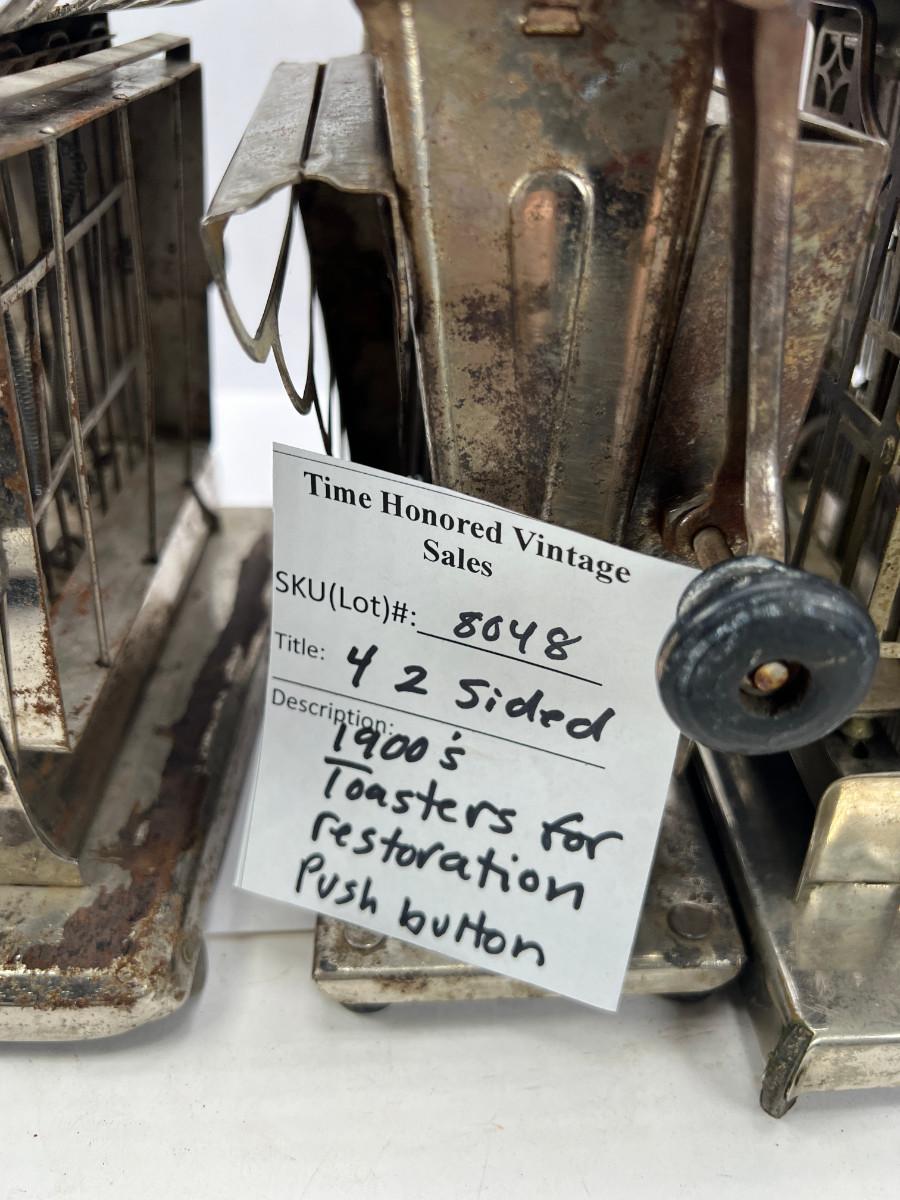 Time Honored Vintage
Sales
SKU(Lot)#: 8048
Title: 4 2 Sided
Description:
1900's
Toasters for
restoration
Push button